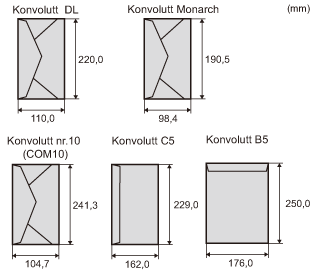 Konvolutt DL
Konvolutt Monarch
(mm)
220,0
190,5
110,0
98,4
Konvolutt nr.10
(COM10)
Konvolutt C5
Konvolutt B5
241,3
229,0
250,0
104,7
162,0
176,0